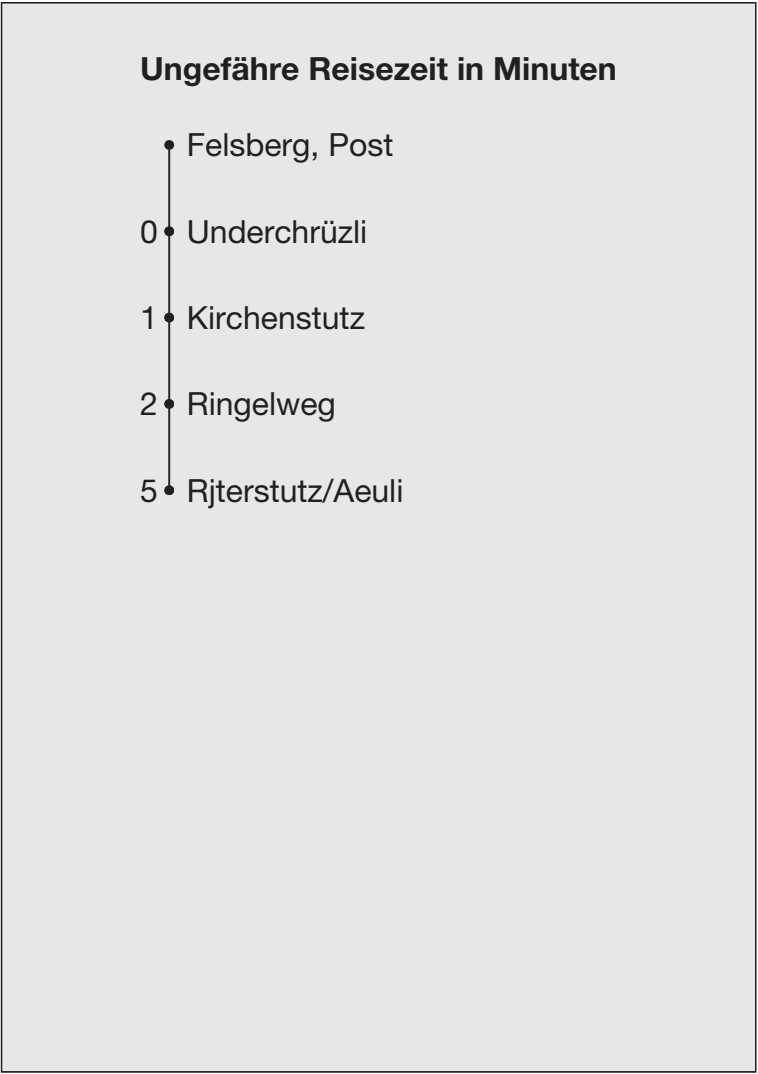 Ungefähre Reisezeit in Minuten
Felsberg, Post
0 Underchrüzli
1 Kirchenstutz
2 Ringelweg
5 Rjterstutz/Aeuli